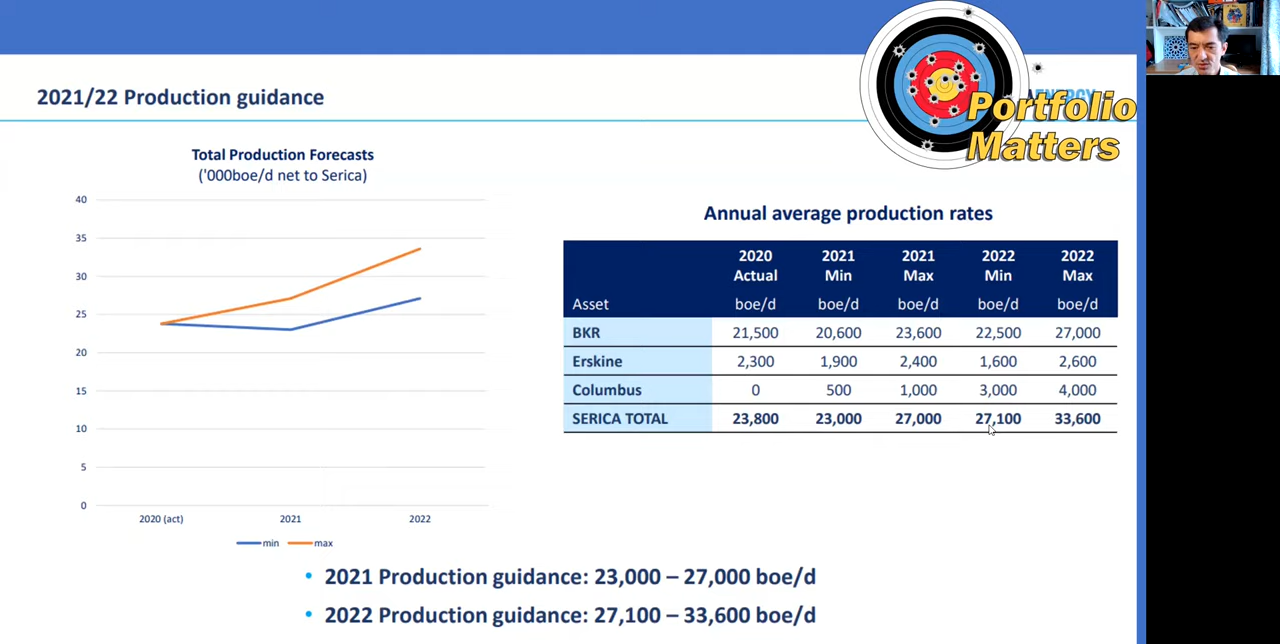 2021/22 Production guidance
ENERGY
Portfolio
Matters
Total Production Forecasts
('000boe/d net to Serica)
40
35
30
25
20
15
10
5
0
2020 (act) 2021 2022
min max
Annual average production rates
2020 2021 2021 2022 2022
Actual Min Max Min Max
Asset boe/d boe/d boe/d boe/d boe/d
BKR 21,500 20,600 23,600 22,500 27,000
Erskine 2,300 1,900 2,400 1,600 2,600
Columbus 0 500 1,000 3,000 4,000
SERICA TOTAL 23,800 23,000 27,000 27,100 33,600
• 2021 Production guidance: 23,000 – 27,000 boe/d
• 2022 Production guidance: 27,100 – 33,600 boe/d